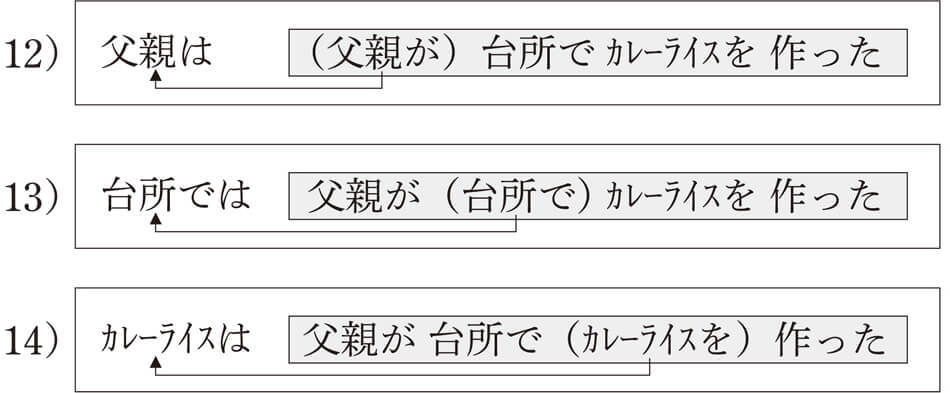 12） 父親は （父親が）台所で ｶﾚｰﾗｲｽを 作った
13） 台所では 父親が（台所で）ｶﾚｰﾗｲｽを 作った
14） ｶﾚｰﾗｲｽは 父親が 台所で（ｶﾚｰﾗｲｽを）作った